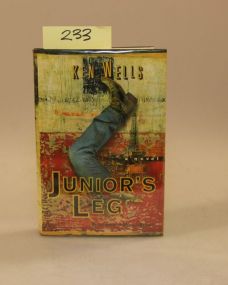 233
KEN WELLS
a novel
JUNIOR'S
LEG